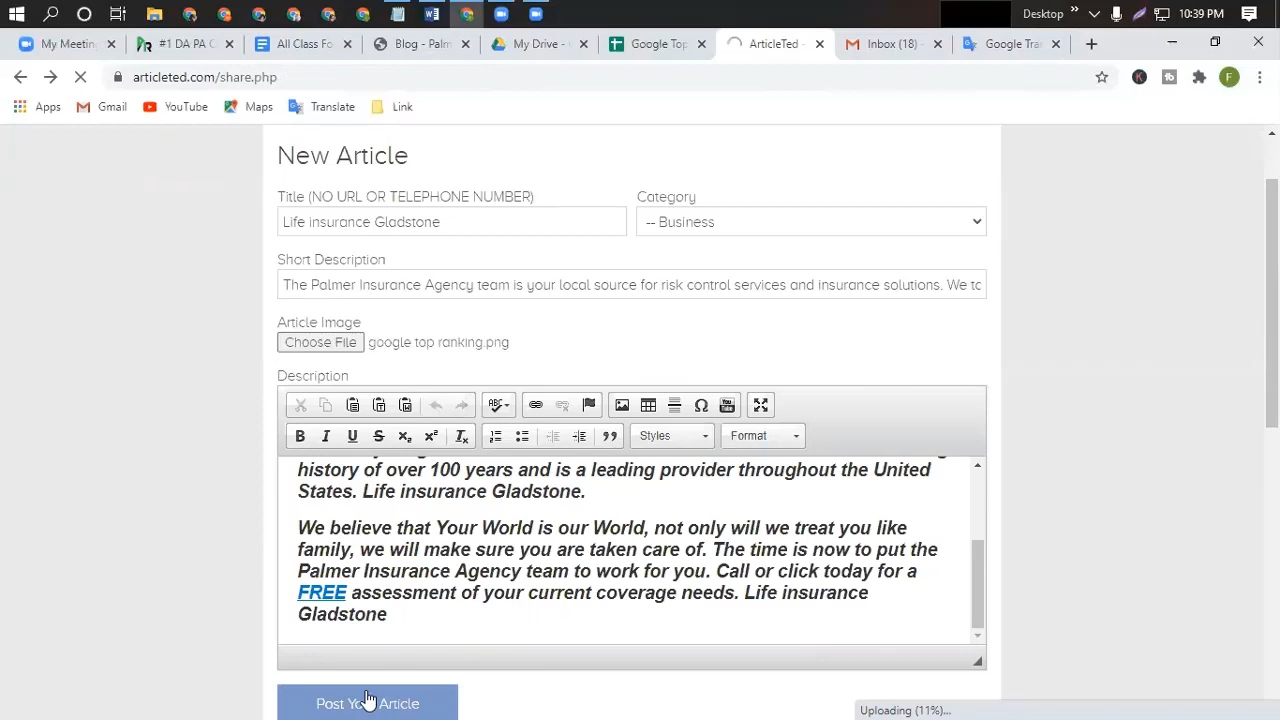 Desktop
10:39 PM
My Meeting
#1 DA PA C
All Class Fo
Blog - Palm
My Drive - G
Google Top
ArticleTed -
Inbox (18) -
Google Tra
articleted.com/share.php
F
Apps
Gmail
YouTube
Maps
Translate
Link
New Article
Title (NO URL OR TELEPHONE NUMBER)
Category
Life insurance Gladstone
-- Business
Short Description
The Palmer Insurance Agency team is your local source for risk control services and insurance solutions. We tc
Article Image
Choose File google top ranking.png
Description
Styles
Format
history of over 100 years and is a leading provider throughout the United
States. Life insurance Gladstone.
We believe that Your World is our World, not only will we treat you like
family, we will make sure you are taken care of. The time is now to put the
Palmer Insurance Agency team to work for you. Call or click today for a
FREE assessment of your current coverage needs. Life insurance
Gladstone
Post Your Article
Uploading (11%)...